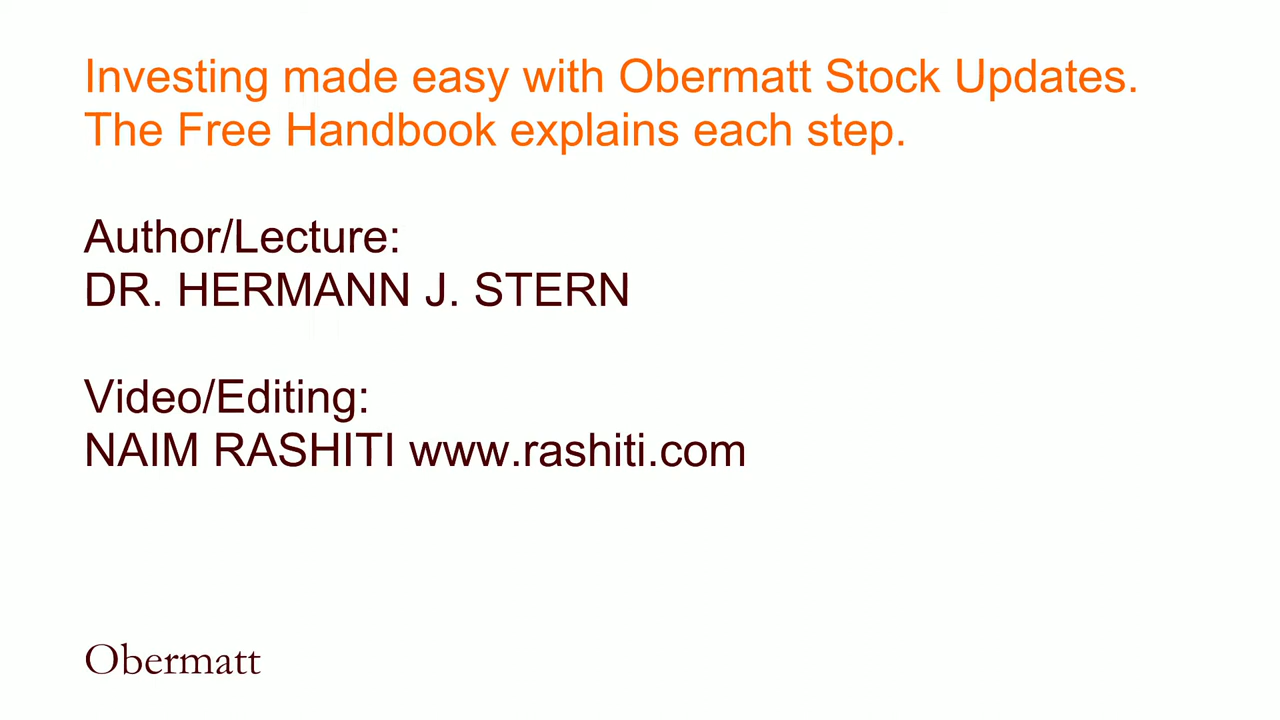 Investing made easy with Obermatt Stock Updates.
The Free Handbook explains each step.
Author/Lecture:
DR. HERMANN J. STERN
Video/Editing:
NAIM RASHITI www.rashiti.com
Obermatt